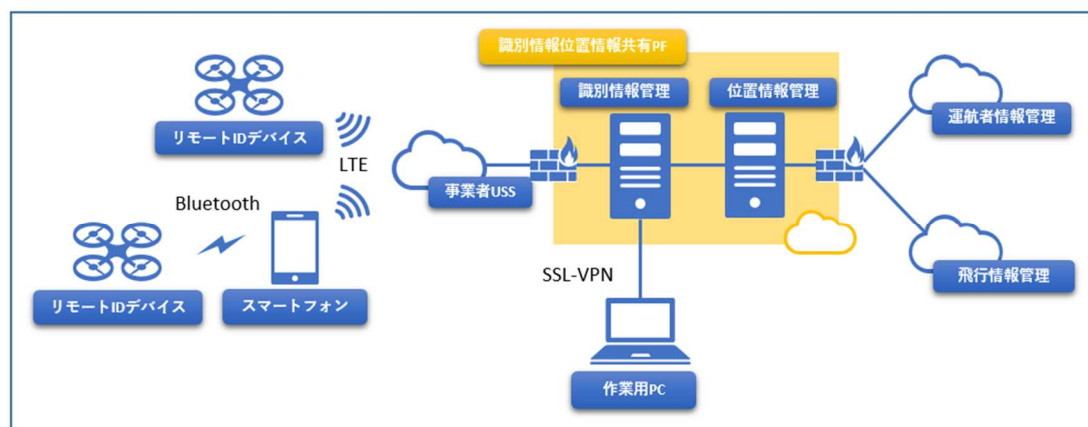 識別情報位置情報共有PF
識別情報管理
位置情報管理
リモートIDデバイス
LTE
運航者情報管理
事業者USS
Bluetooth
SSL-VPN
飛行情報管理
リモートIDデバイス
スマートフォン
作業用PC